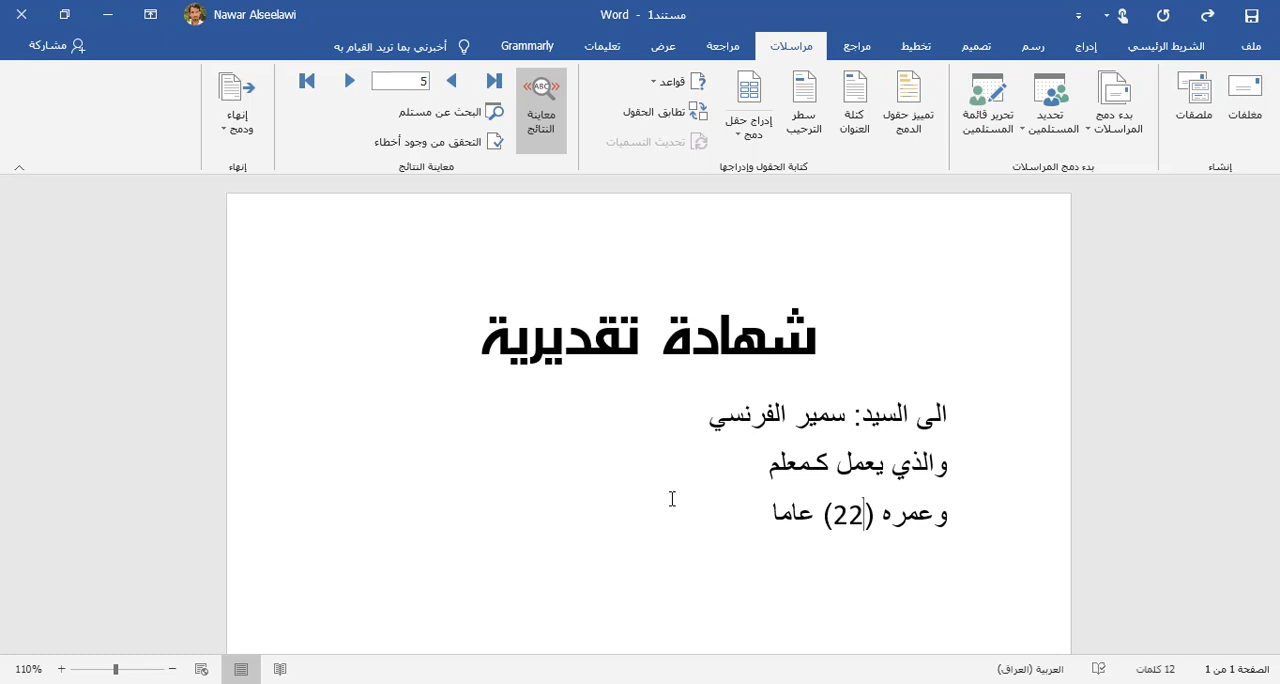 Nawar Alseelawi
مستند1 - Word
ملف
الشريط الرئيسي
إدراج
رسم
تصميم
تخطيط
مراجع
مراسلات
مراجعة
عرض
تعليمات
Grammarly
أخبرني بما تريد القيام به
مشاركة
مغلفات
ملصقات
إنشاء
بدء دمج المراسلات
تحديد المستلمين
تحرير قائمة المستلمين
بدء دمج المراسلات
تمييز حقول الدمج
كتلة العنوان
سطر الترحيب
إدراج حقل دمج
قواعد
تطابق الحقول
تحديث التسميات
كتابة الحقول وإدراجها
«ABC»
معاينة النتائج
5
البحث عن مستلم
التحقق من وجود أخطاء
معاينة النتائج
إنهاء ودمج
إنهاء
شهادة تقديرية
الى السيد: سمير الفرنسي
والذي يعمل كـمعلم
وعمره (22) عاما
الصفحة 1 من 1
12 كلمات
العربية (العراق)
110%